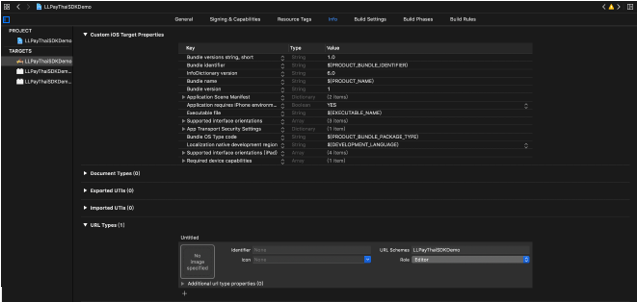 LLPayThaiSDKDemo
General Signing & Capabilities Resource Tags Info Build Settings Build Phases Build Rules
PROJECT
LLPayThaiSDKDemo
TARGETS
LLPayThaiSDKDemo
LLPayThaiSDKDem...
LLPayThaiSDKDem...
Custom iOS Target Properties
Key Type Value
Bundle versions string, short String 1.0
Bundle identifier String $(PRODUCT_BUNDLE_IDENTIFIER)
InfoDictionary version String 6.0
Bundle name String $(PRODUCT_NAME)
Bundle version String 1
Application Scene Manifest Dictionary (2 items)
Application requires iPhone environm... Boolean YES
Executable file String $(EXECUTABLE_NAME)
Supported interface orientations Array (3 items)
App Transport Security Settings Dictionary (1 item)
Bundle OS Type code String $(PRODUCT_BUNDLE_PACKAGE_TYPE)
Localization native development region String $(DEVELOPMENT_LANGUAGE)
Supported interface orientations (iPad) Array (4 items)
Required device capabilities Array (1 item)
Document Types (0)
Exported UTIs (0)
Imported UTIs (0)
URL Types (1)
Untitled
No image specified
Identifier None URL Schemes LLPayThaiSDKDemo
Icon None Role Editor
Additional url type properties (0)
+